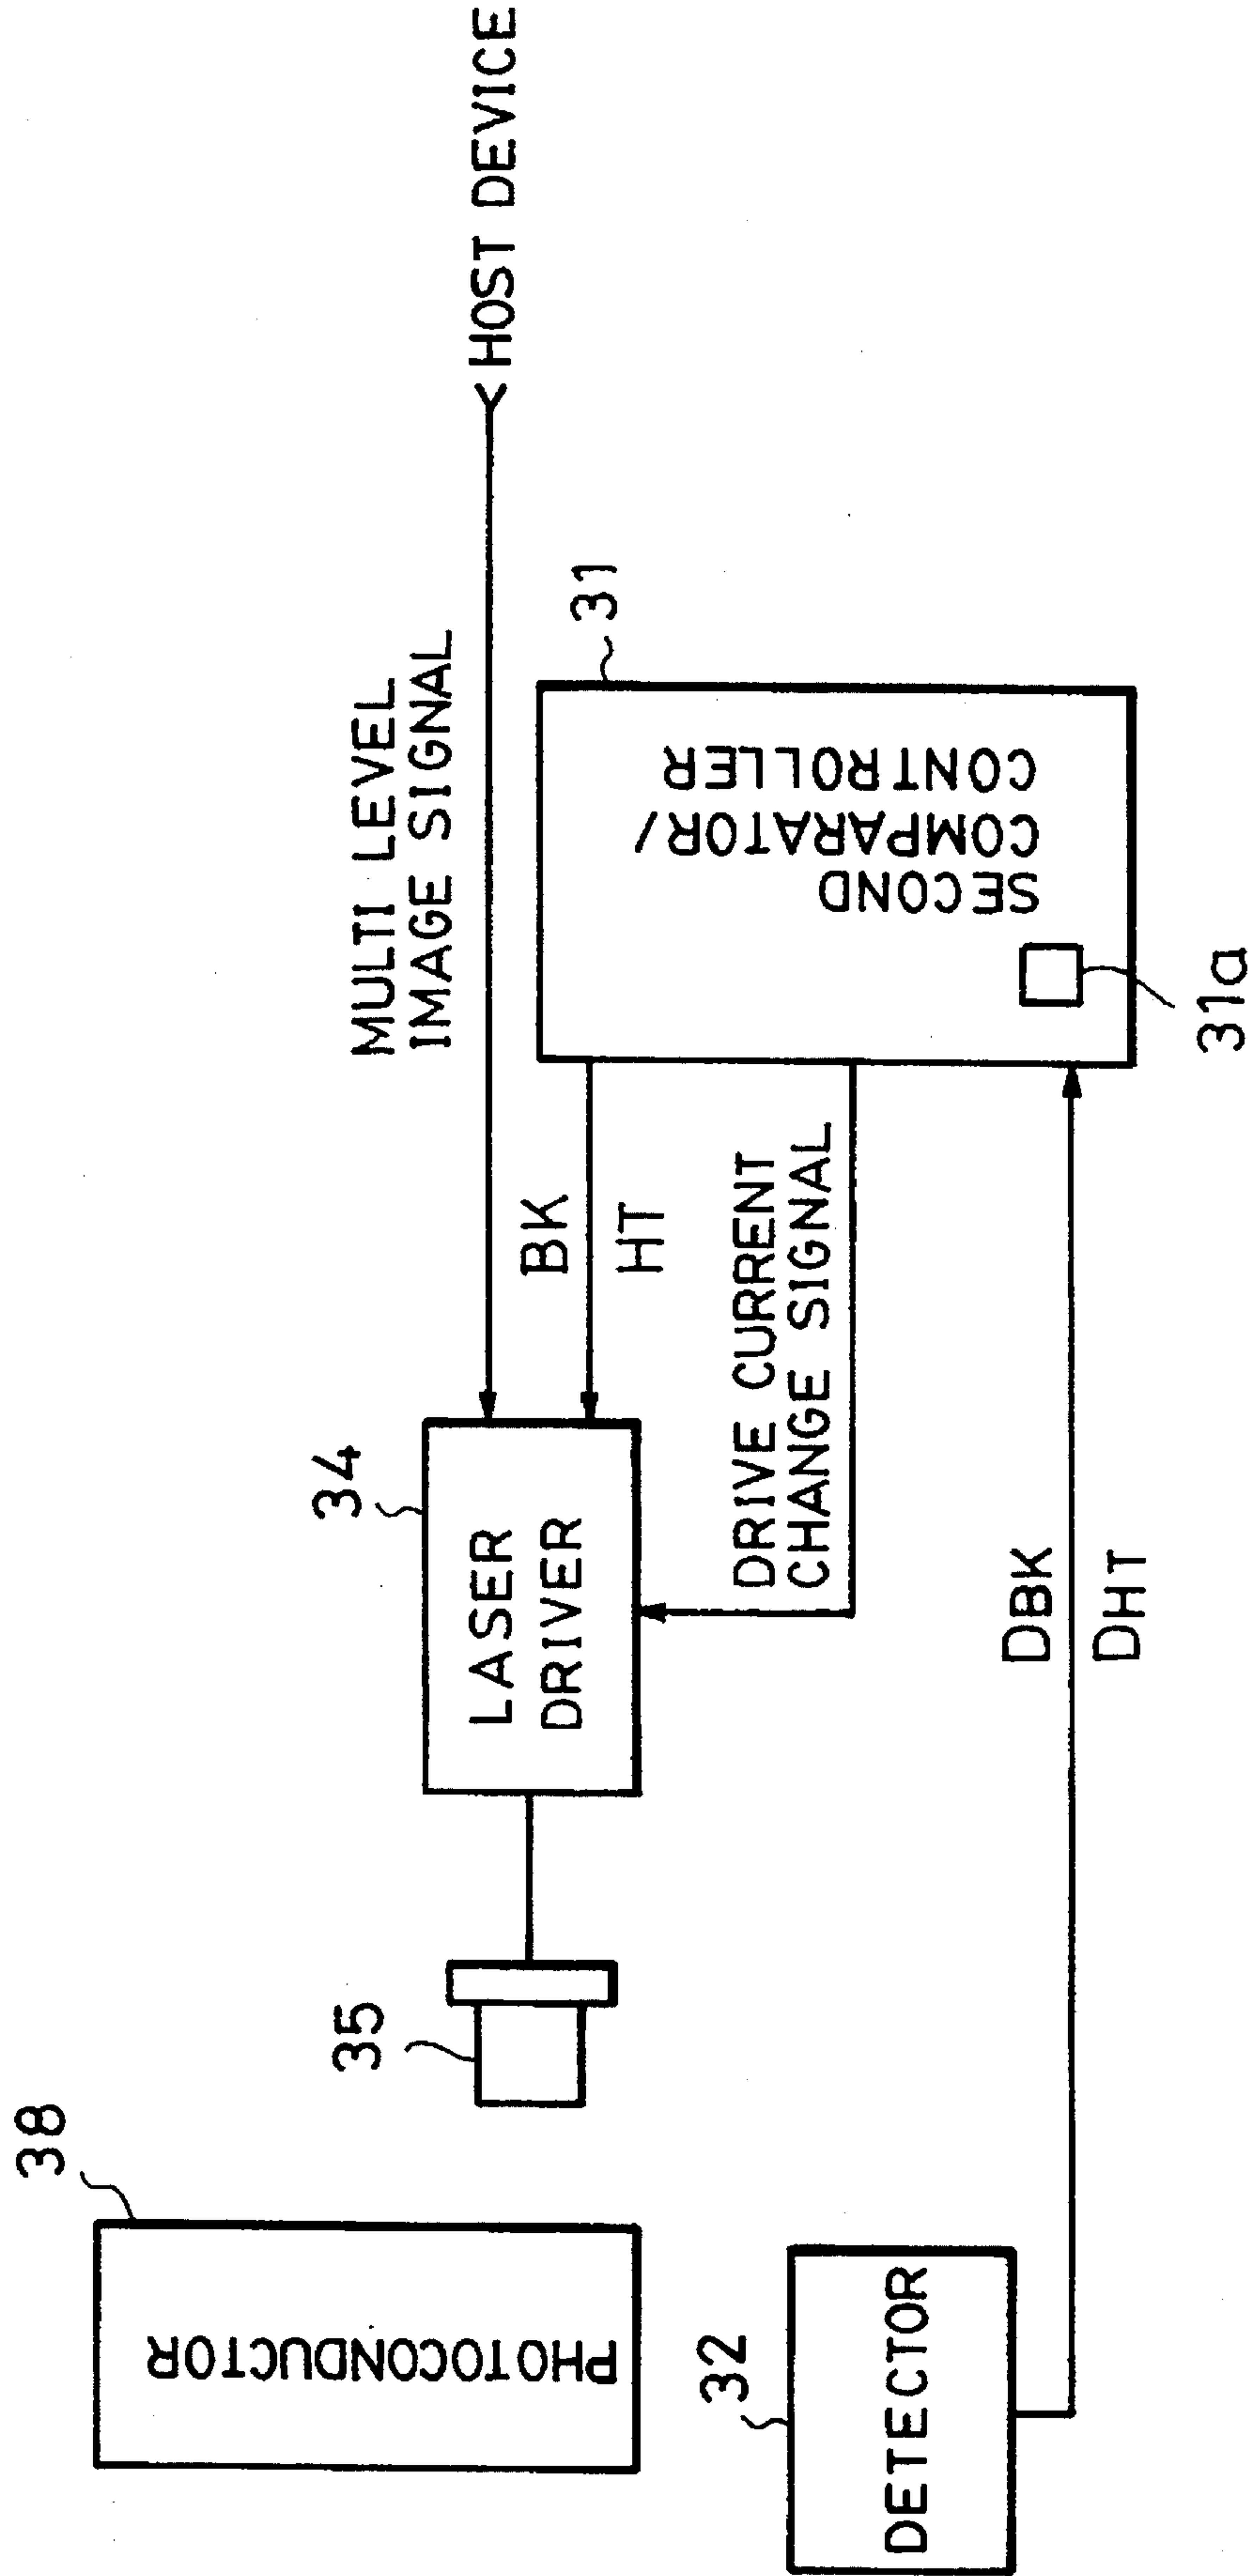 38
PHOTOCONDUCTOR
35
34
LASER
DRIVER
MULTI LEVEL
IMAGE SIGNAL
HOST DEVICE
BK
HT
DRIVE CURRENT
CHANGE SIGNAL
31
SECOND
COMPARATOR/
CONTROLLER
31a
32
DETECTOR
DBK
DHT